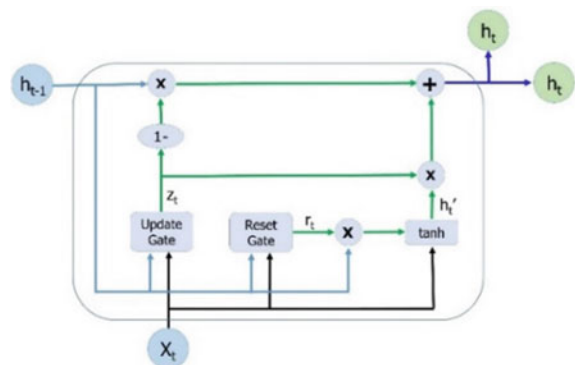 h_t
h_{t-1}
x
+
h_t
1-
x
z_t
h_t'
Update
Gate
Reset
Gate
r_t
x
tanh
X_t